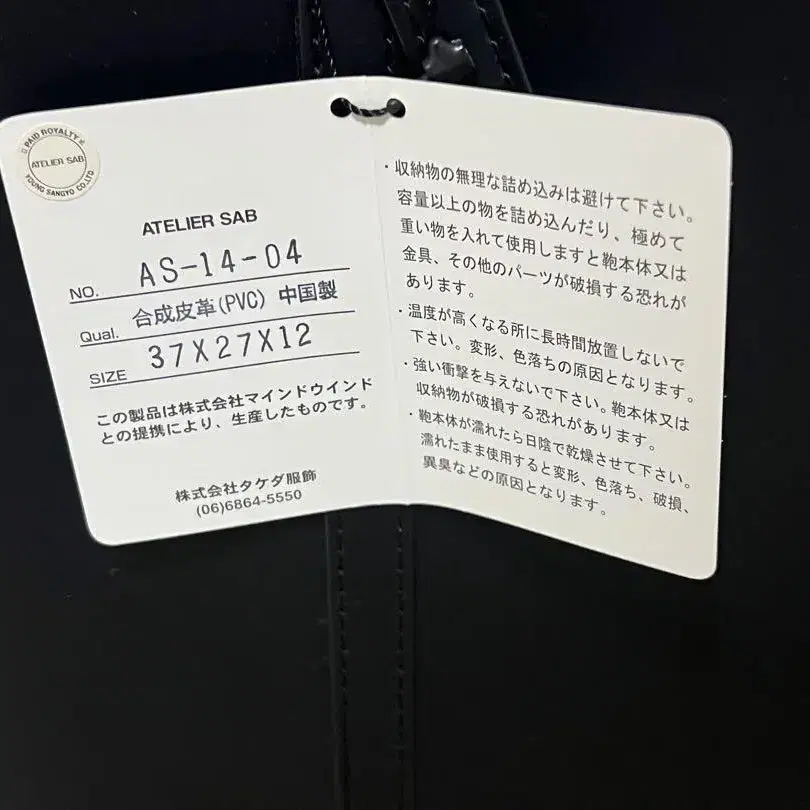 PAID ROYALTY
ATELIER SAB
YOUNG SANGYO CO.LTD
ATELIER SAB
NO. AS-14-04
Qual. 合成皮革(PVC) 中国製
SIZE 37X27X12
この製品は株式会社マインドウインド
との提携により、生産したものです。
株式会社タケダ服飾
(06)6864-5550
・収納物の無理な詰め込みは避けて下さい。
容量以上の物を詰め込んだり、極めて
重い物を入れて使用しますと鞄本体又は
金具、その他のパーツが破損する恐れが
あります。
・温度が高くなる所に長時間放置しないで
下さい。変形、色落ちの原因となります。
・強い衝撃を与えないで下さい。鞄本体又は
収納物が破損する恐れがあります。
・鞄本体が濡れたら日陰で乾燥させて下さい。
濡れたまま使用すると変形、色落ち、破損、
異臭などの原因となります。